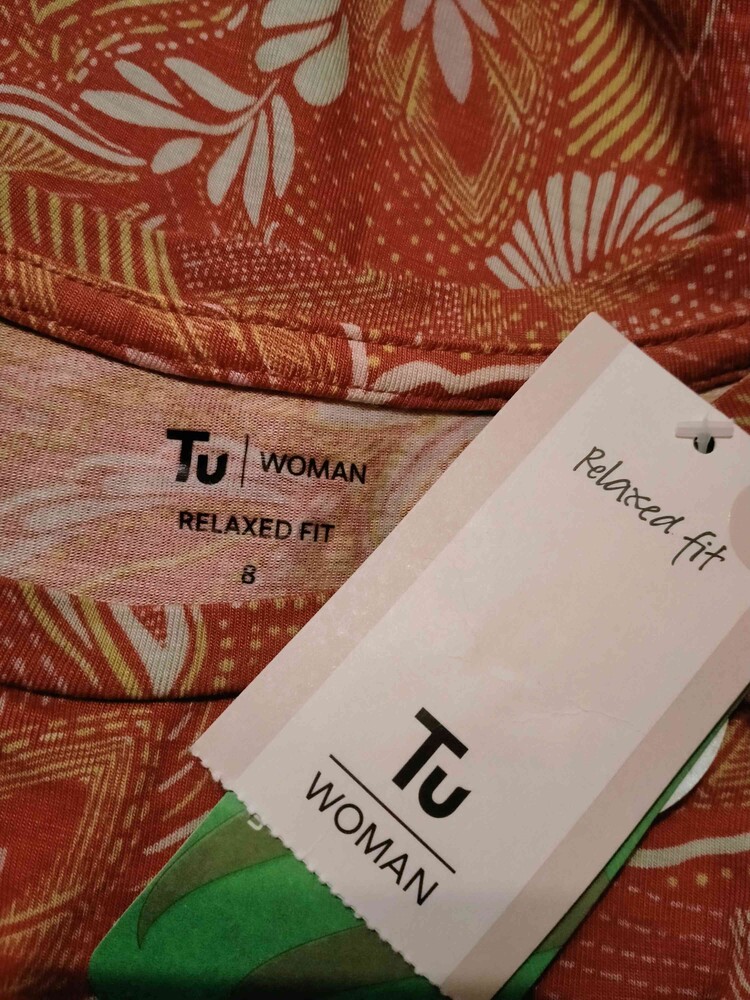 Tu | WOMAN
RELAXED FIT
8
Relaxed fit
Tu
WOMAN